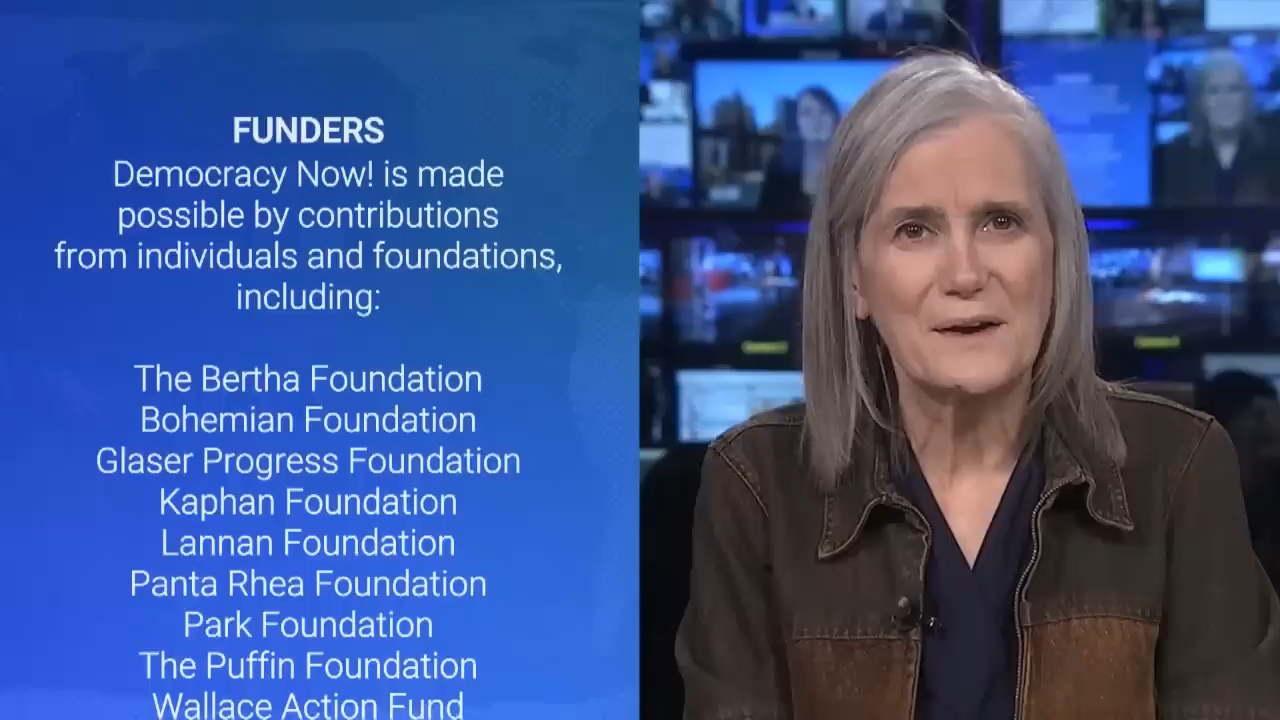 FUNDERS
Democracy Now! is made
possible by contributions
from individuals and foundations,
including:
The Bertha Foundation
Bohemian Foundation
Glaser Progress Foundation
Kaphan Foundation
Lannan Foundation
Panta Rhea Foundation
Park Foundation
The Puffin Foundation
Wallace Action Fund